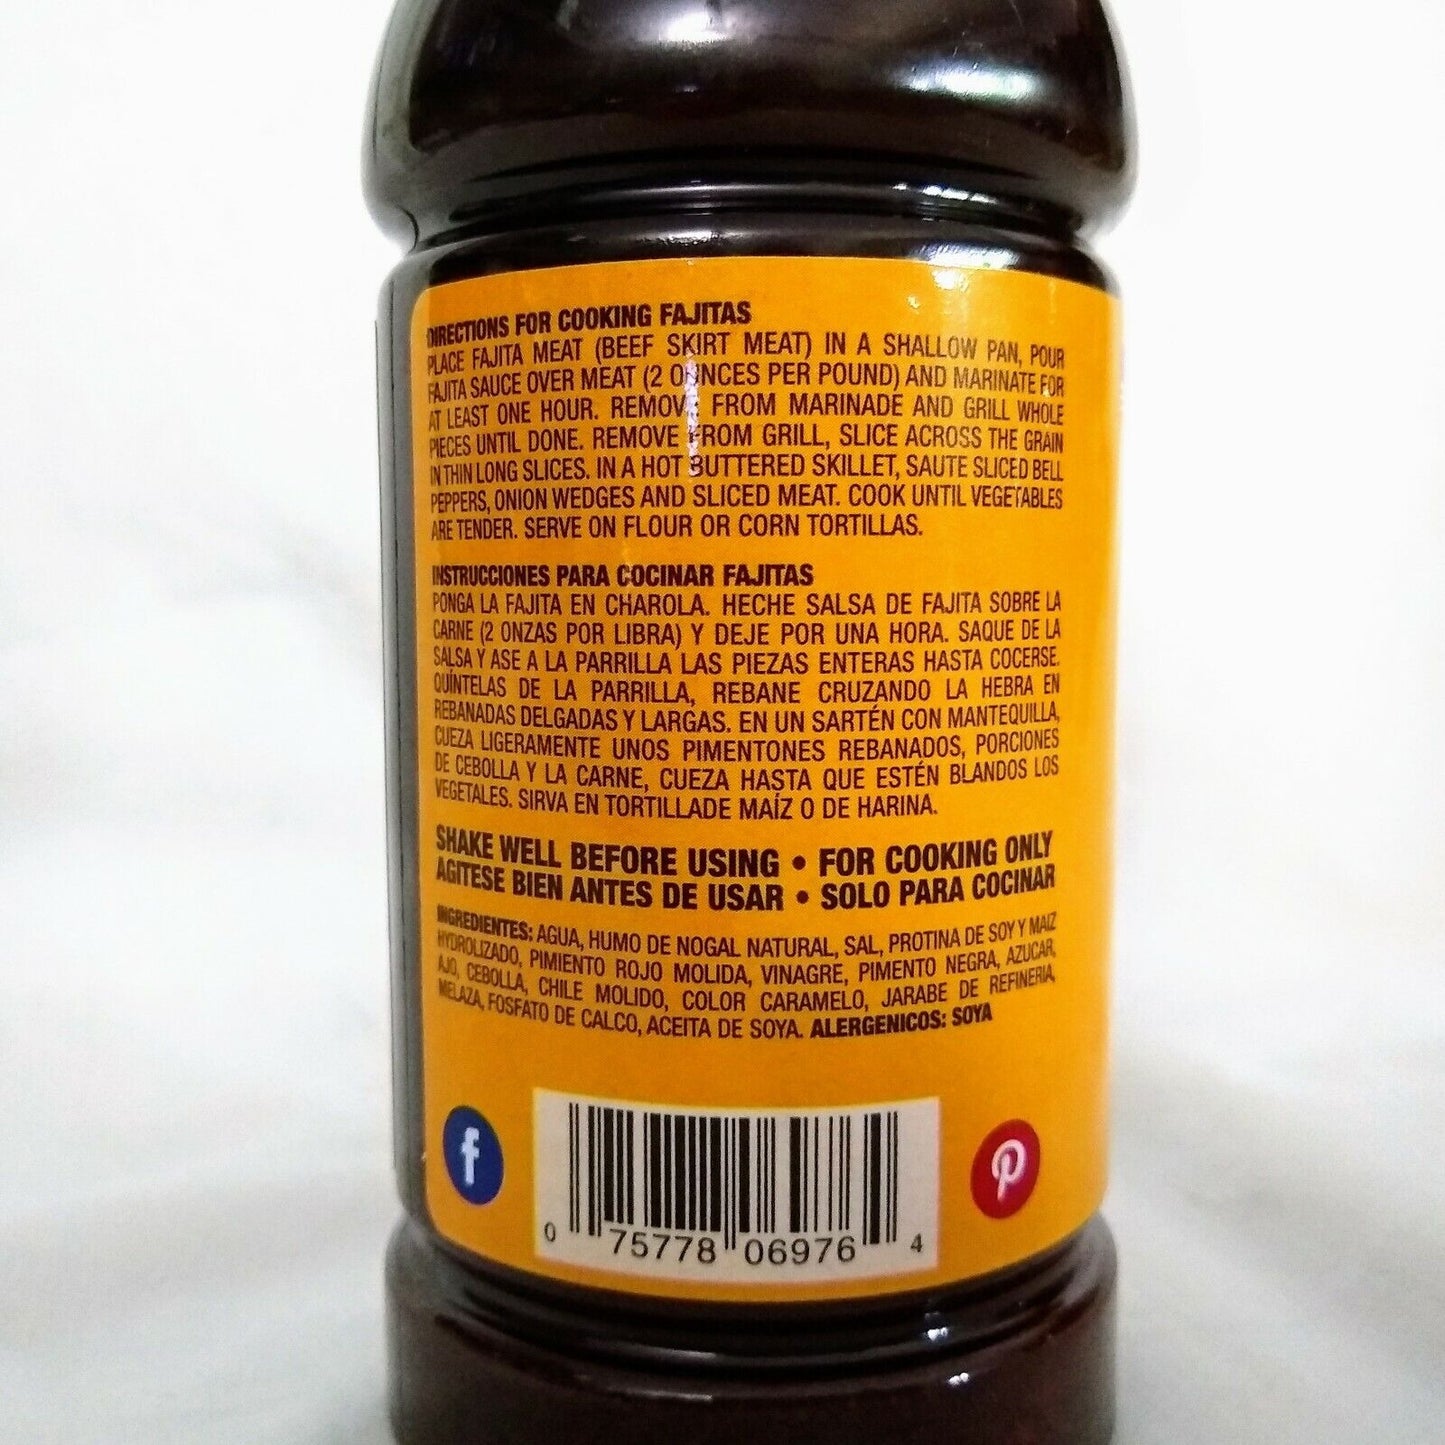 DIRECTIONS FOR COOKING FAJITAS
PLACE FAJITA MEAT (BEEF SKIRT MEAT) IN A SHALLOW PAN, POUR
FAJITA SAUCE OVER MEAT (2 OUNCES PER POUND) AND MARINATE FOR
AT LEAST ONE HOUR. REMOVE FROM MARINADE AND GRILL WHOLE
PIECES UNTIL DONE. REMOVE FROM GRILL, SLICE ACROSS THE GRAIN
IN THIN LONG SLICES. IN A HOT BUTTERED SKILLET, SAUTE SLICED BELL
PEPPERS, ONION WEDGES AND SLICED MEAT. COOK UNTIL VEGETABLES
ARE TENDER. SERVE ON FLOUR OR CORN TORTILLAS.
INSTRUCCIONES PARA COCINAR FAJITAS
PONGA LA FAJITA EN CHAROLA. HECHE SALSA DE FAJITA SOBRE LA
CARNE (2 ONZAS POR LIBRA) Y DEJE POR UNA HORA. SAQUE DE LA
SALSA Y ASE A LA PARRILLA LAS PIEZAS ENTERAS HASTA COCERSE.
QUÍNTELAS DE LA PARRILLA, REBANE CRUZANDO LA HEBRA EN
REBANADAS DELGADAS Y LARGAS. EN UN SARTÉN CON MANTEQUILLA,
CUEZA LIGERAMENTE UNOS PIMENTONES REBANADOS, PORCIONES
DE CEBOLLA Y LA CARNE, CUEZA HASTA QUE ESTÉN BLANDOS LOS
VEGETALES. SIRVA EN TORTILLADE MAÍZ O DE HARINA.
SHAKE WELL BEFORE USING • FOR COOKING ONLY
AGITESE BIEN ANTES DE USAR • SOLO PARA COCINAR
INGREDIENTES: AGUA, HUMO DE NOGAL NATURAL, SAL, PROTINA DE SOY Y MAIZ
HYDROLIZADO, PIMIENTO ROJO MOLIDA, VINAGRE, PIMENTO NEGRA, AZUCAR,
AJO, CEBOLLA, CHILE MOLIDO, COLOR CARAMELO, JARABE DE REFINERIA,
MELAZA, FOSFATO DE CALCO, ACEITA DE SOYA. ALERGENICOS: SOYA
0 75778 06976 4